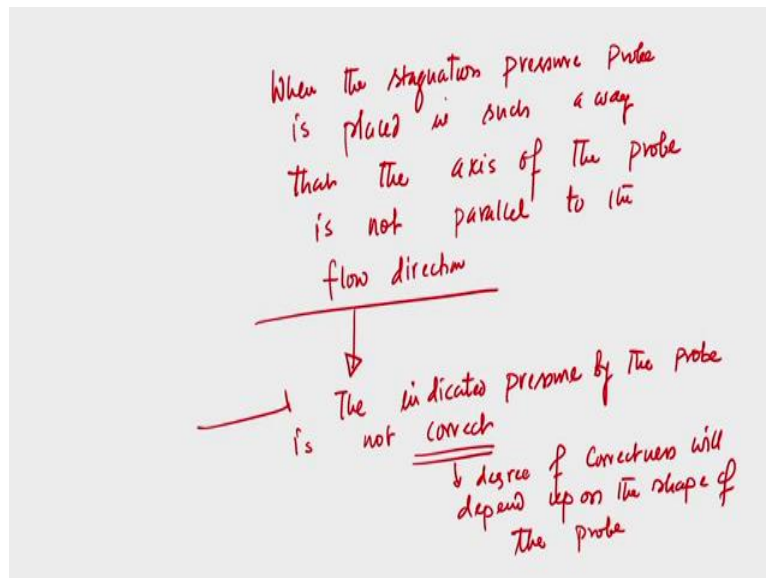 When the stagnation pressure probe
is placed in such a way
that the axis of the probe
is not parallel to the
flow direction
The indicated pressure by the probe
is not correct
degree of correctness will
depend up on the shape of
the probe